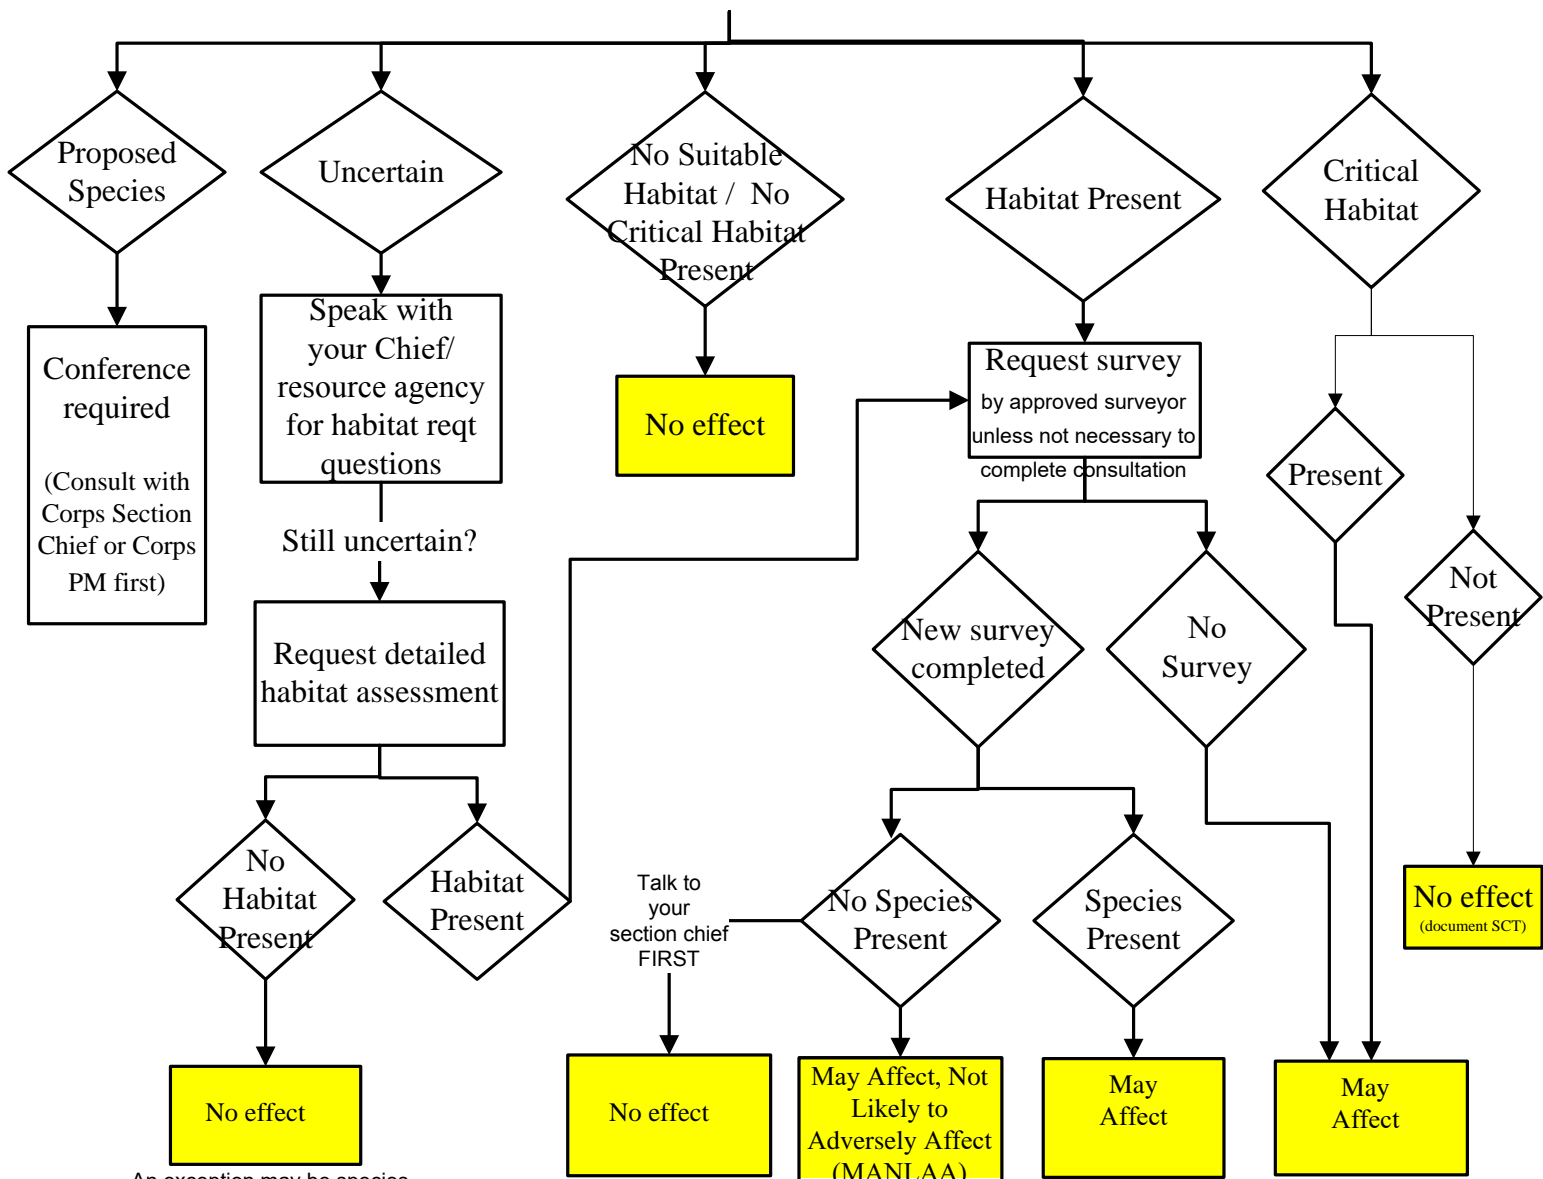 Proposed
Species
Uncertain
No Suitable
Habitat / No
Critical Habitat
Present
Habitat Present
Critical
Habitat
Conference
required
(Consult with
Corps Section
Chief or Corps
PM first)
Speak with
your Chief/
resource agency
for habitat reqt
questions
No effect
Request survey
by approved surveyor
unless not necessary to
complete consultation
Present
Not
Present
Still uncertain?
Request detailed
habitat assessment
New survey
completed
No
Survey
No
Habitat
Present
Habitat
Present
Talk to
your
section chief
FIRST
No Species
Present
Species
Present
No effect
(document SCT)
No effect
No effect
May Affect, Not
Likely to
Adversely Affect
(MANLAA)
May
Affect
May
Affect
An exception may be species